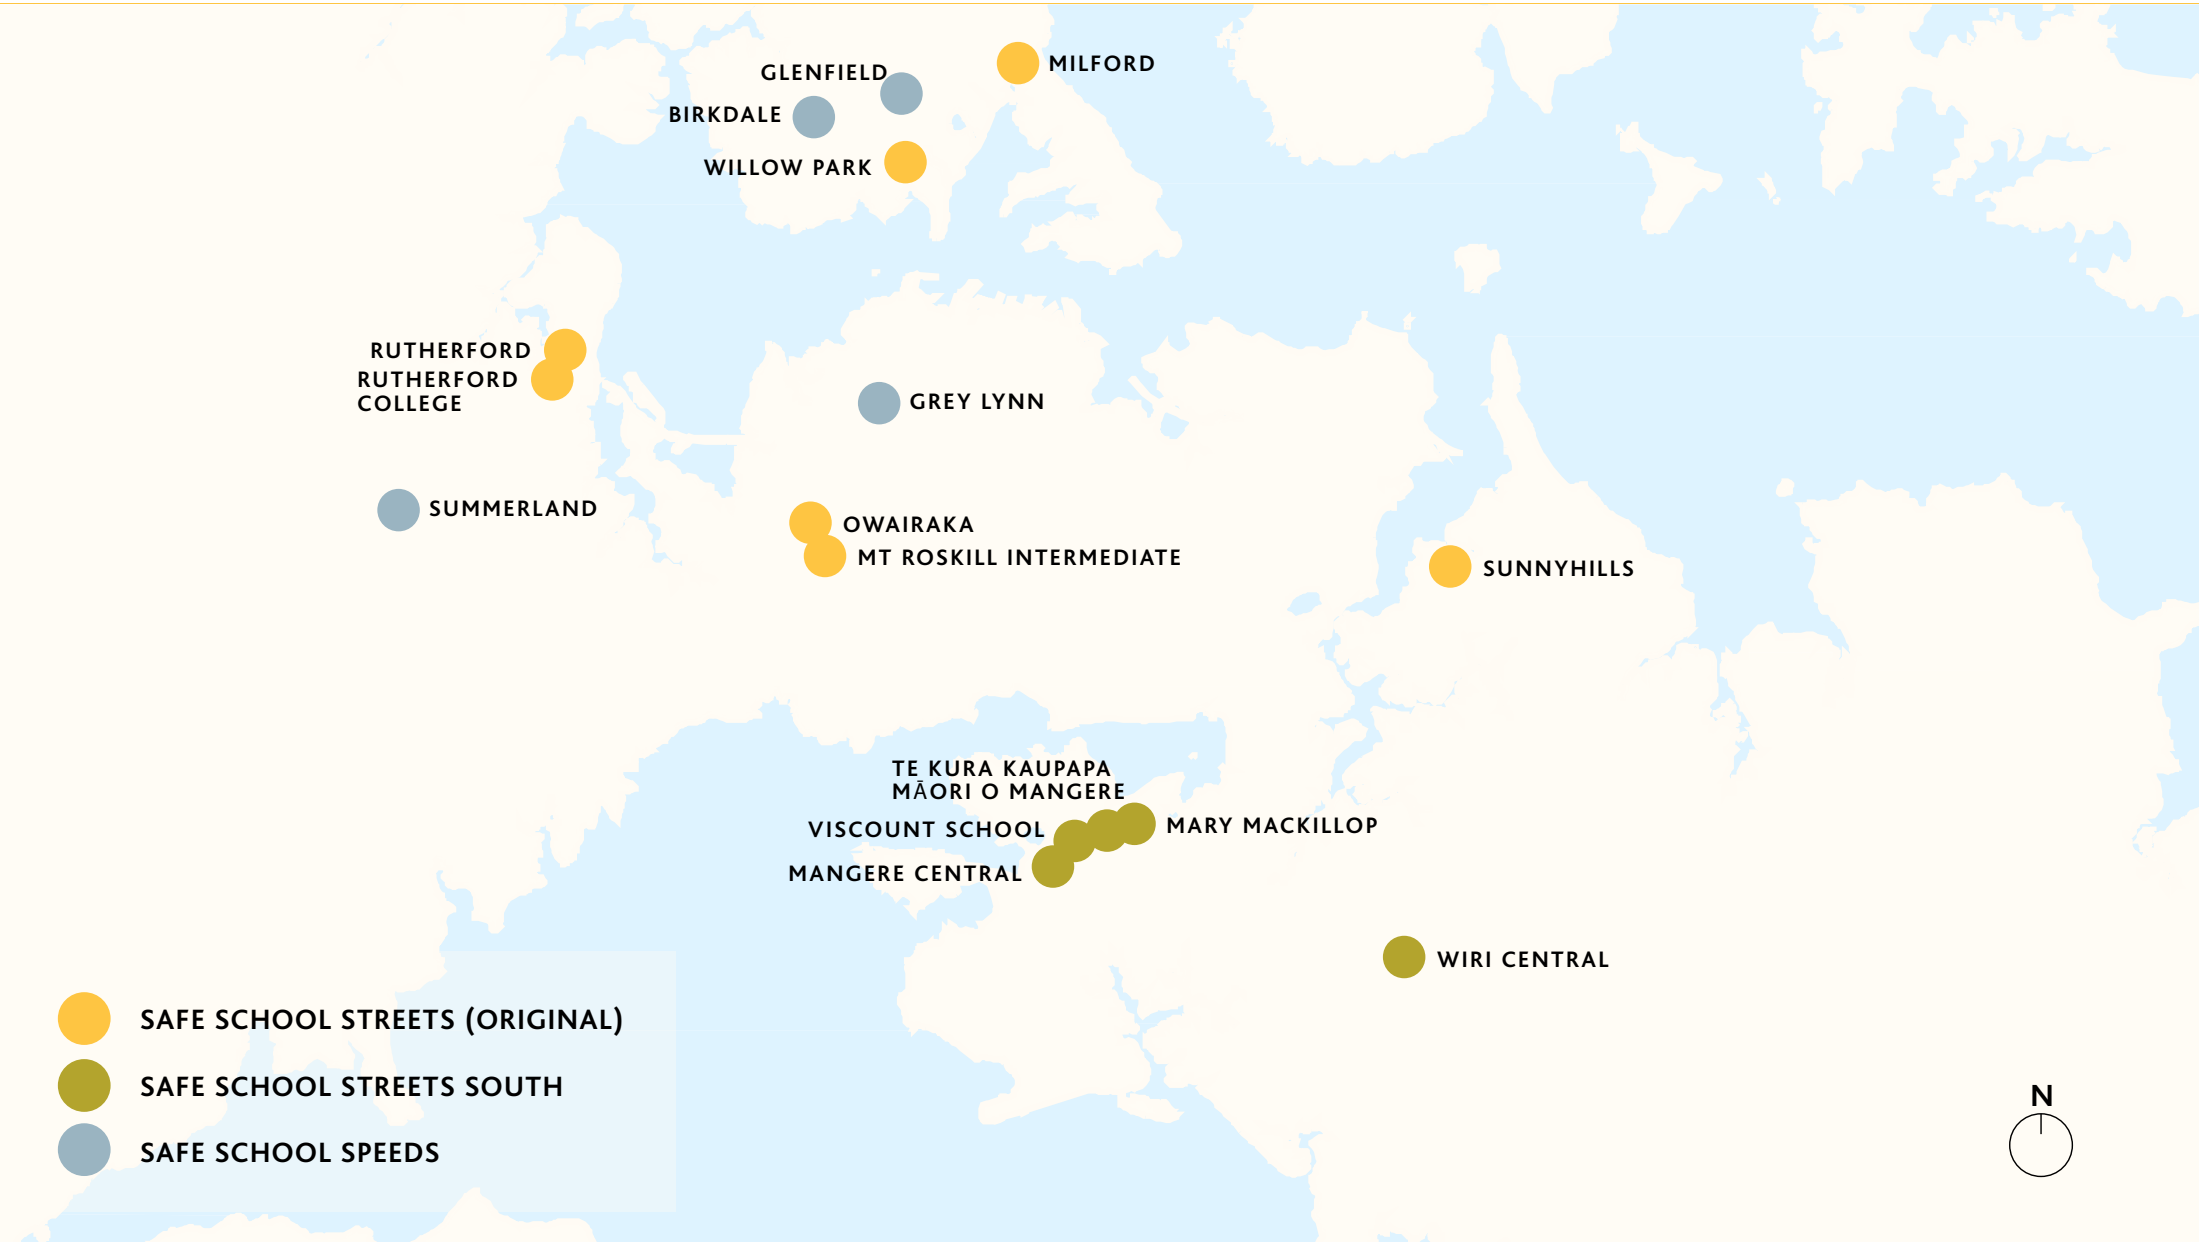 MILFORD
GLENFIELD
BIRKDALE
WILLOW PARK
RUTHERFORD
RUTHERFORD
COLLEGE
GREY LYNN
SUMMERLAND
OWAIRAKA
MT ROSKILL INTERMEDIATE
SUNNYHILLS
TE KURA KAUPAPA
MĀORI O MANGERE
VISCOUNT SCHOOL
MARY MACKILLOP
MANGERE CENTRAL
WIRI CENTRAL
SAFE SCHOOL STREETS (ORIGINAL)
SAFE SCHOOL STREETS SOUTH
SAFE SCHOOL SPEEDS
N